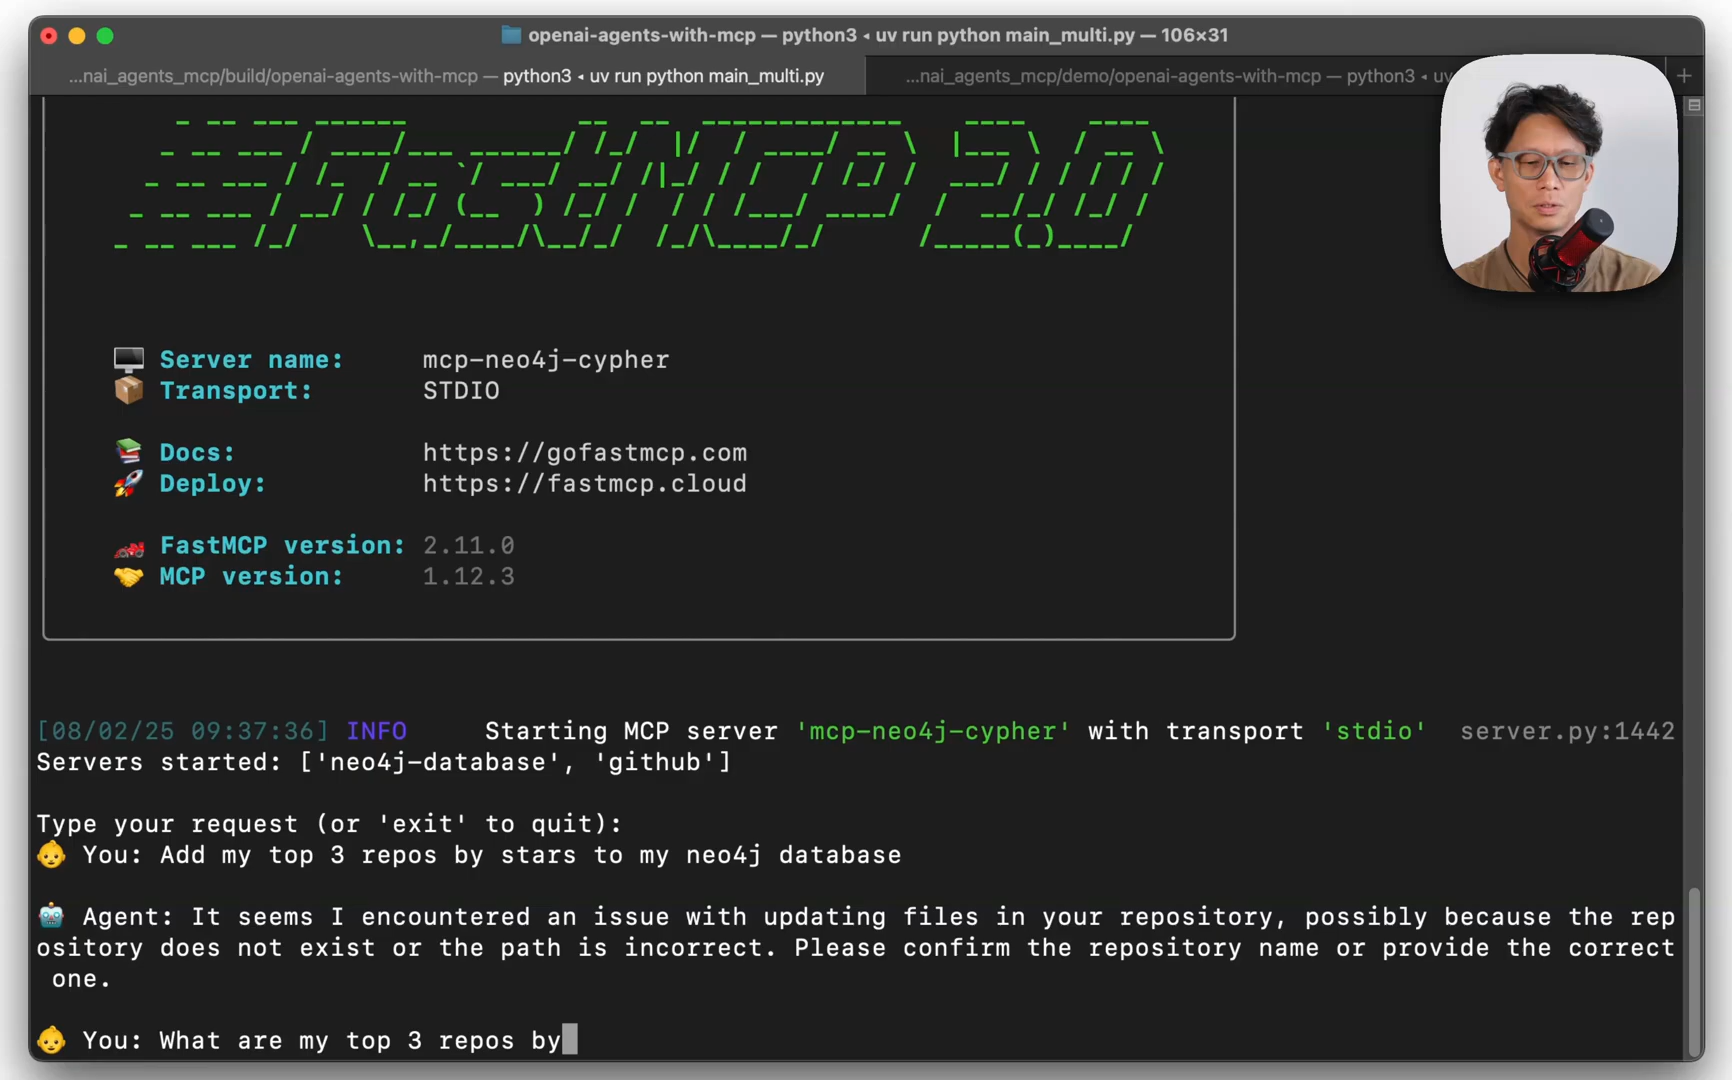 openai-agents-with-mcp — python3 ◂ uv run python main_multi.py — 106×31
...nai_agents_mcp/build/openai-agents-with-mcp — python3 ◂ uv run python main_multi.py
...nai_agents_mcp/demo/openai-agents-with-mcp — python3 ◂ uv
FastMCP 2.0
Server name: mcp-neo4j-cypher
Transport: STDIO
Docs: https://gofastmcp.com
Deploy: https://fastmcp.cloud
FastMCP version: 2.11.0
MCP version: 1.12.3
[08/02/25 09:37:36] INFO Starting MCP server 'mcp-neo4j-cypher' with transport 'stdio' server.py:1442
Servers started: ['neo4j-database', 'github']
Type your request (or 'exit' to quit):
You: Add my top 3 repos by stars to my neo4j database
Agent: It seems I encountered an issue with updating files in your repository, possibly because the rep
ository does not exist or the path is incorrect. Please confirm the repository name or provide the correct
one.
You: What are my top 3 repos by